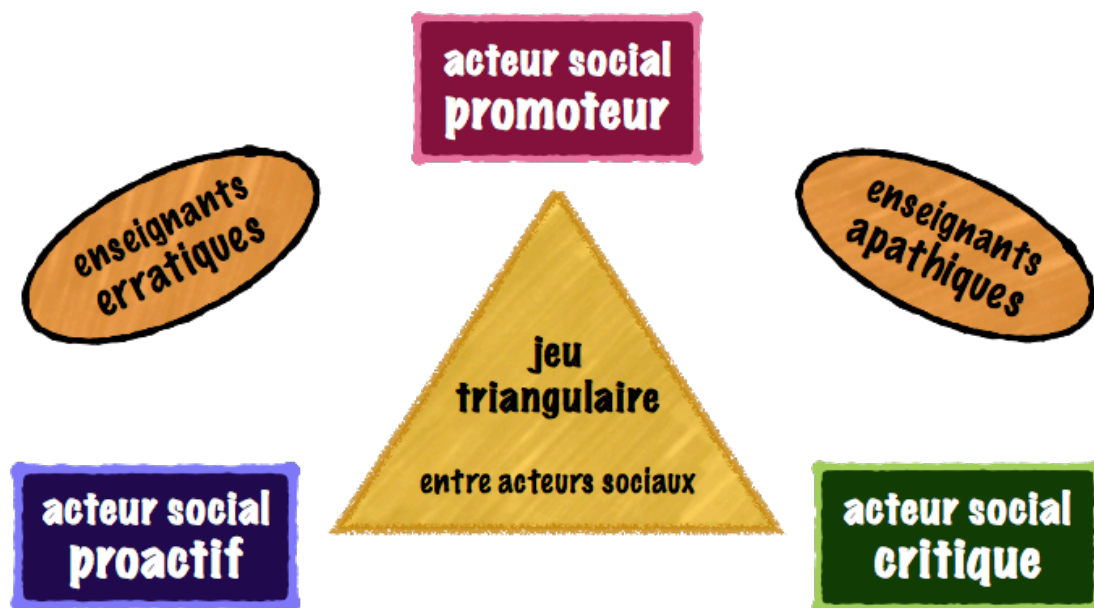 acteur social
promoteur
enseignants
erratiques
enseignants
apathiques
jeu
triangulaire
entre acteurs sociaux
acteur social
proactif
acteur social
critique